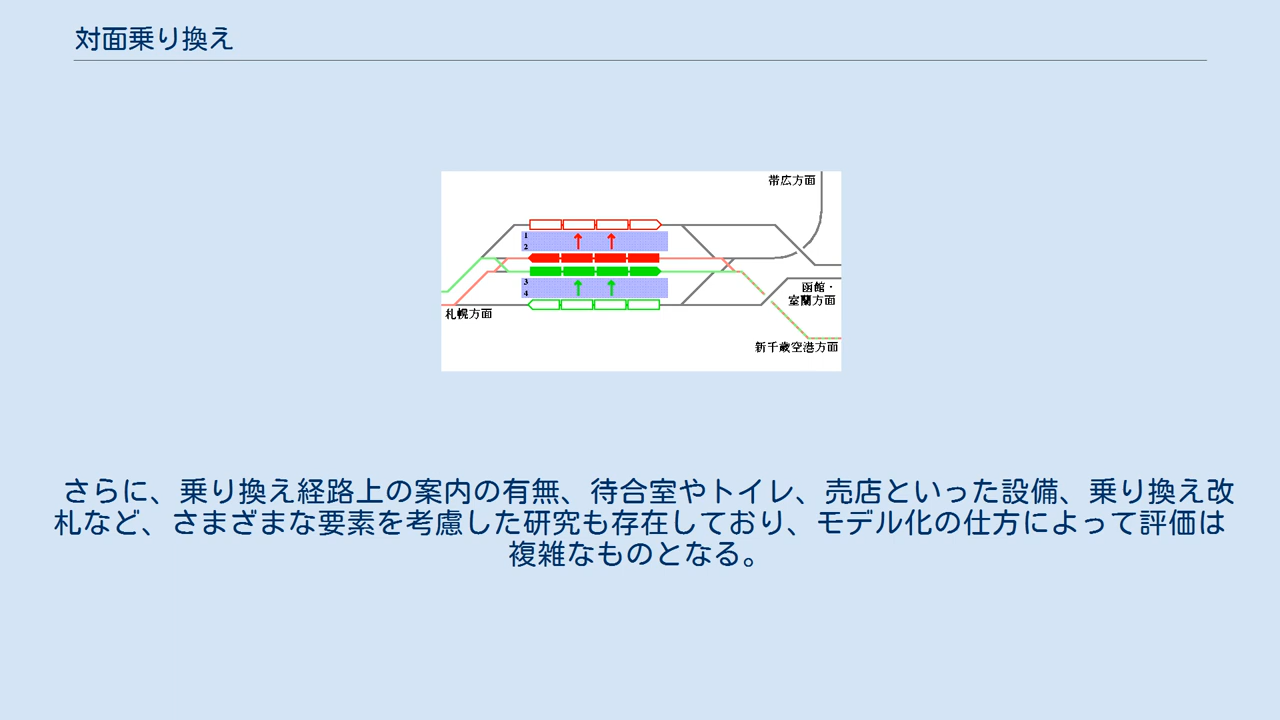 対面乗り換え
帯広方面
1
2
3
4
函館・
室蘭方面
札幌方面
新千歳空港方面
さらに、乗り換え経路上の案内の有無、待合室やトイレ、売店といった設備、乗り換え改
札など、さまざまな要素を考慮した研究も存在しており、モデル化の仕方によって評価は
複雑なものとなる。